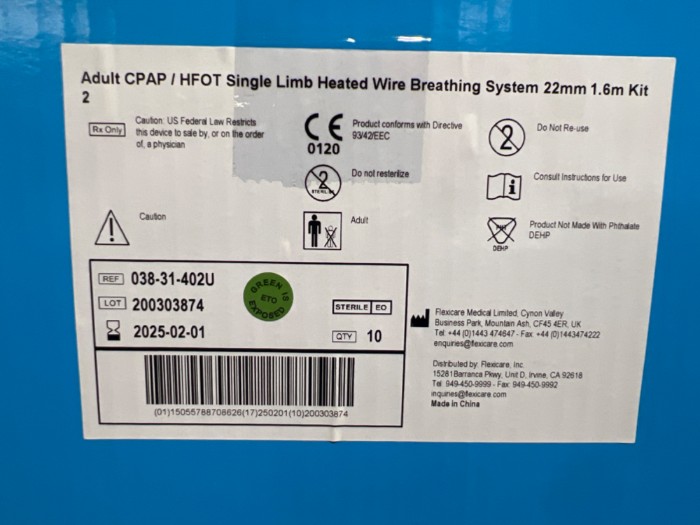 Adult CPAP / HFOT Single Limb Heated Wire Breathing System 22mm 1.6m Kit
2
Rx Only
Caution: US Federal Law Restricts
this device to sale by, or on the order
of, a physician
CE
0120
Product conforms with Directive
93/42/EEC
2
Do Not Re-use
2
STERILE
Do not resterilize
i
Consult Instructions for Use
Caution
Adult
DEHP
Product Not Made With Phthalate
DEHP
REF 038-31-402U
LOT 200303874
2025-02-01
GREEN IS
ETO
EXPOSED
STERILE EO
QTY 10
(01)15055788708626(17)250201(10)200303874
Flexicare Medical Limited, Cynon Valley
Business Park, Mountain Ash, CF45 4ER, UK
Tel: +44 (0)1443 474647 - Fax: +44 (0)1443474222
enquiries@flexicare.com
Distributed by: Flexicare, Inc.
15281 Barranca Pkwy, Unit D, Irvine, CA 92618
Tel: 949-450-9999 - Fax: 949-450-9992
inquiries@flexicare.com
Made in China